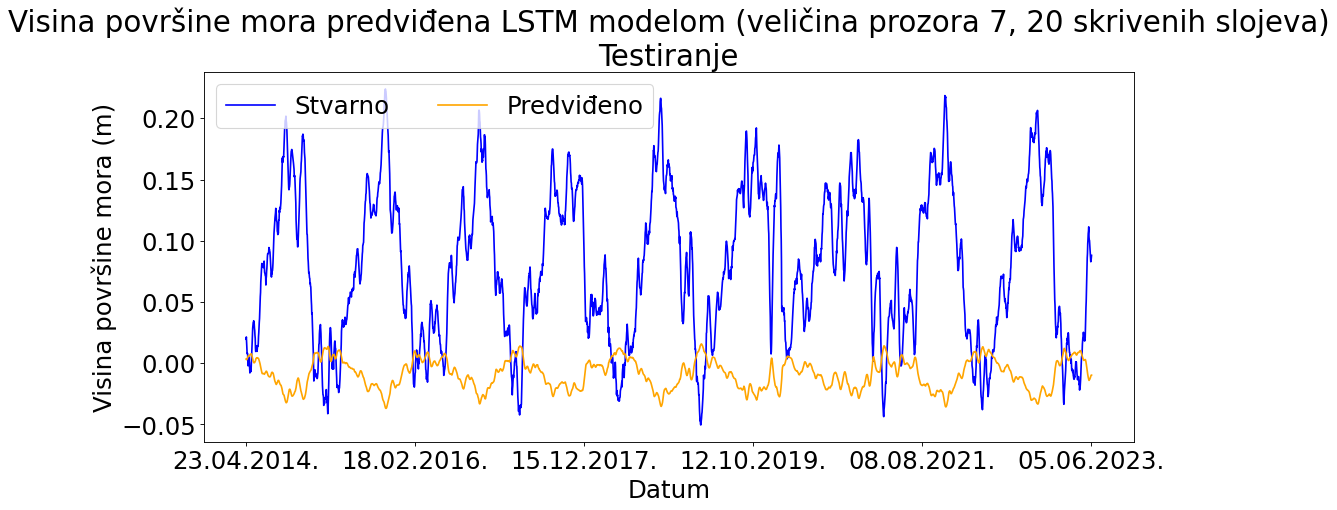 Visina površine mora predviđena LSTM modelom (veličina prozora 7, 20 skrivenih slojeva)
Testiranje
Stvarno Predviđeno
Visina površine mora (m)
0.20
0.15
0.10
0.05
0.00
−0.05
23.04.2014. 18.02.2016. 15.12.2017. 12.10.2019. 08.08.2021. 05.06.2023.
Datum